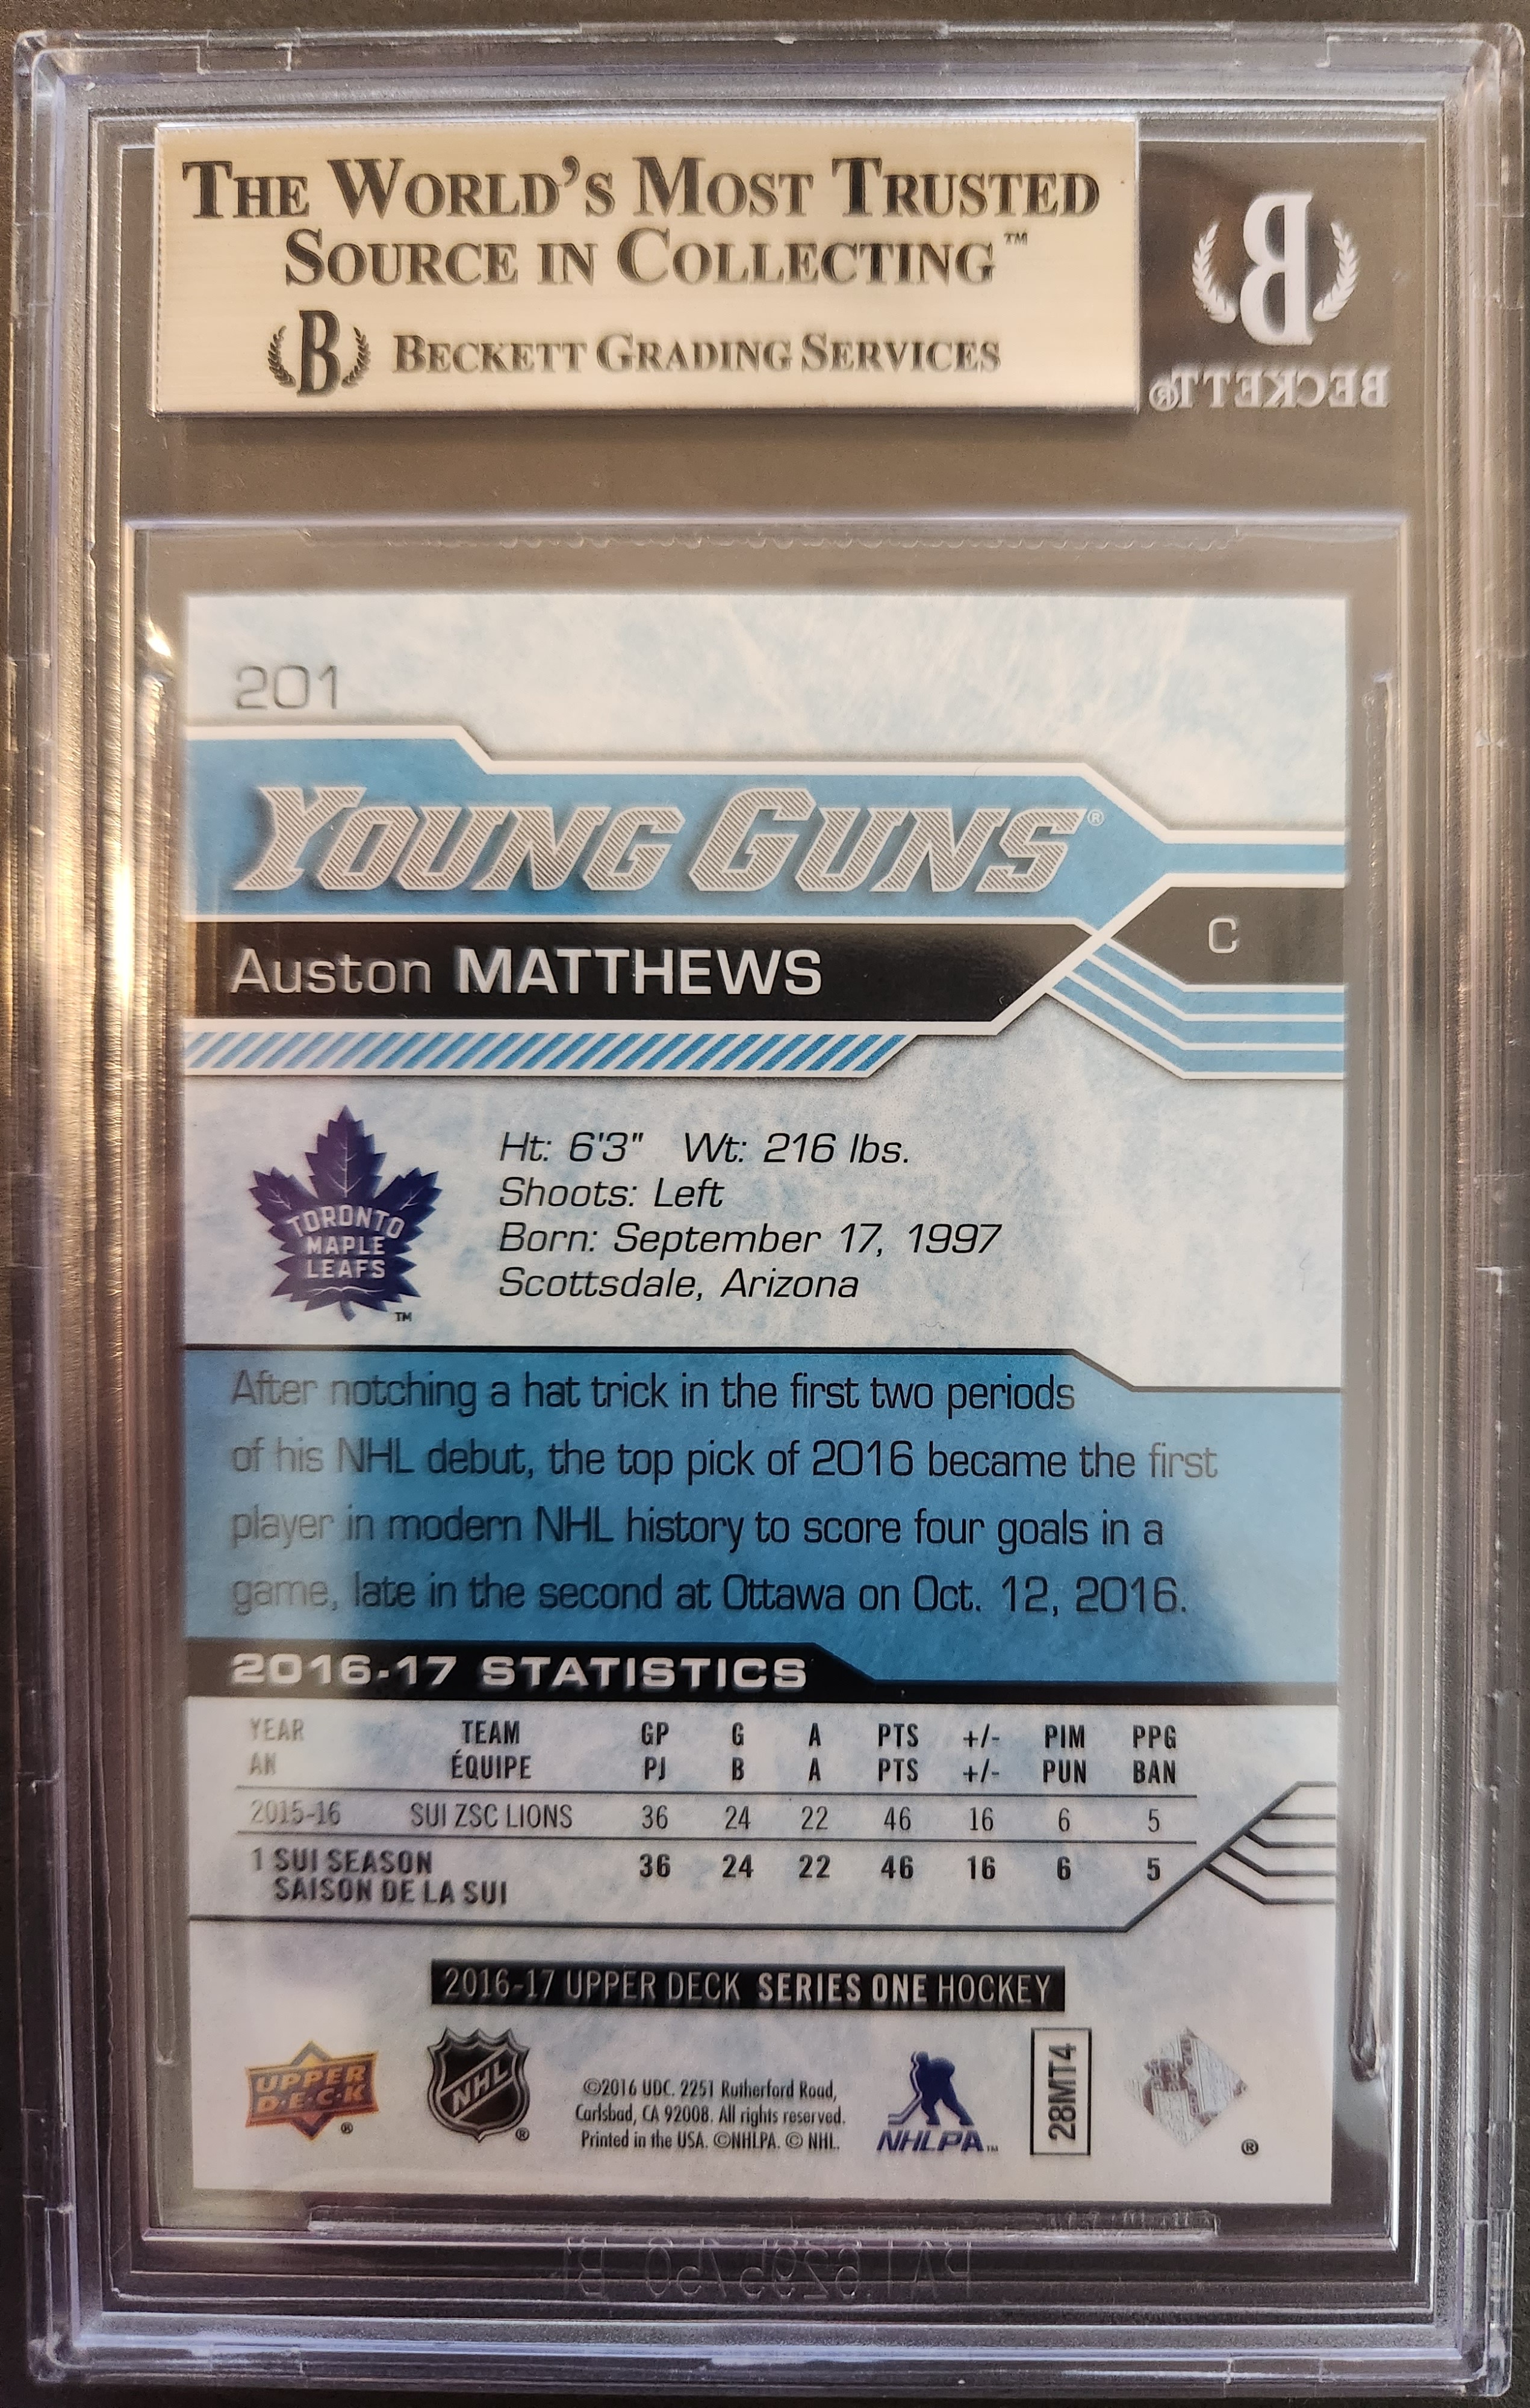 THE WORLD'S MOST TRUSTED
SOURCE IN COLLECTING™
B BECKETT GRADING SERVICES
B
BECKETT®
201
YOUNG GUNS®
Auston MATTHEWS
C
TORONTO
MAPLE
LEAFS
TM
Ht: 6'3" Wt: 216 lbs.
Shoots: Left
Born: September 17, 1997
Scottsdale, Arizona
After notching a hat trick in the first two periods
of his NHL debut, the top pick of 2016 became the first
player in modern NHL history to score four goals in a
game, late in the second at Ottawa on Oct. 12, 2016.
2016-17 STATISTICS
YEAR TEAM GP G A PTS +/- PIM PPG
AN ÉQUIPE PJ B A PTS +/- PUN BAN
2015-16 SUI ZSC LIONS 36 24 22 46 16 6 5
1 SUI SEASON 36 24 22 46 16 6 5
SAISON DE LA SUI
2016-17 UPPER DECK SERIES ONE HOCKEY
UPPER
D·E·C·K
®
NHL
®
©2016 UDC. 2251 Rutherford Road,
Carlsbad, CA 92008. All rights reserved.
Printed in the USA. ©NHLPA. © NHL.
NHLPA™
28MT4
®